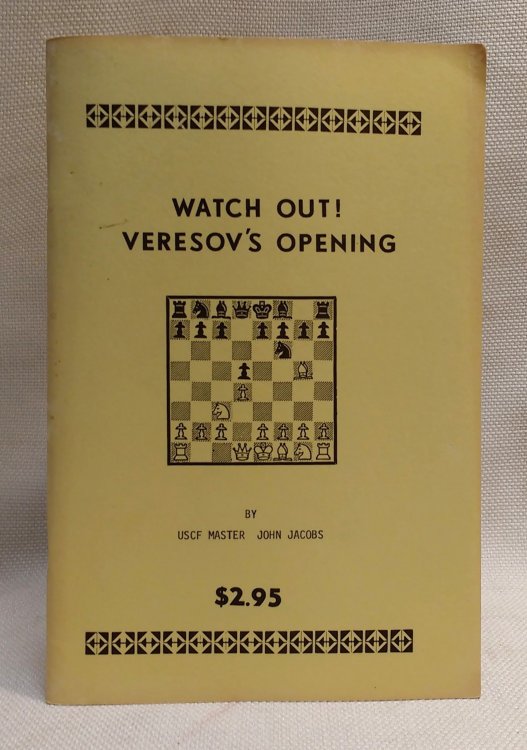 WATCH OUT!
VERESOV'S OPENING
BY
USCF MASTER JOHN JACOBS
$2.95